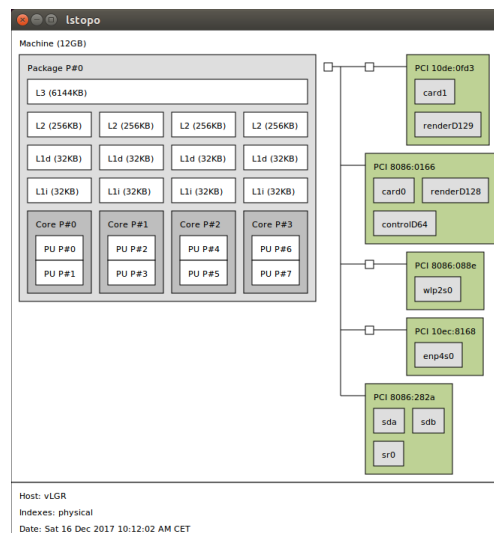 lstopo
Machine (12GB)
Package P#0
L3 (6144KB)
L2 (256KB) L2 (256KB) L2 (256KB) L2 (256KB)
L1d (32KB) L1d (32KB) L1d (32KB) L1d (32KB)
L1i (32KB) L1i (32KB) L1i (32KB) L1i (32KB)
Core P#0 Core P#1 Core P#2 Core P#3
PU P#0 PU P#2 PU P#4 PU P#6
PU P#1 PU P#3 PU P#5 PU P#7
PCI 10de:0fd3
card1
renderD129
PCI 8086:0166
card0 renderD128
controlD64
PCI 8086:088e
wlp2s0
PCI 10ec:8168
enp4s0
PCI 8086:282a
sda sdb
sr0
Host: vLGR
Indexes: physical
Date: Sat 16 Dec 2017 10:12:02 AM CET